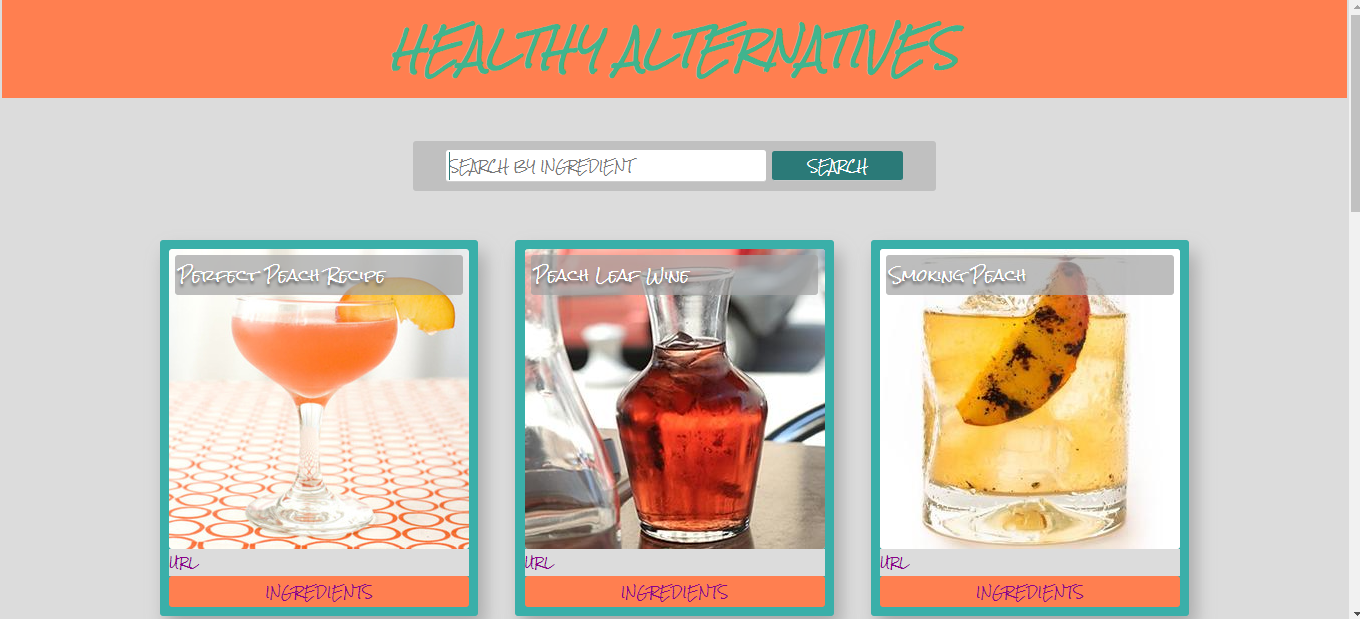 HEALTHY ALTERNATIVES
SEARCH BY INGREDIENT
SEARCH
Perfect Peach Recipe
Peach Leaf Wine
Smoking Peach
URL
URL
URL
INGREDIENTS
INGREDIENTS
INGREDIENTS